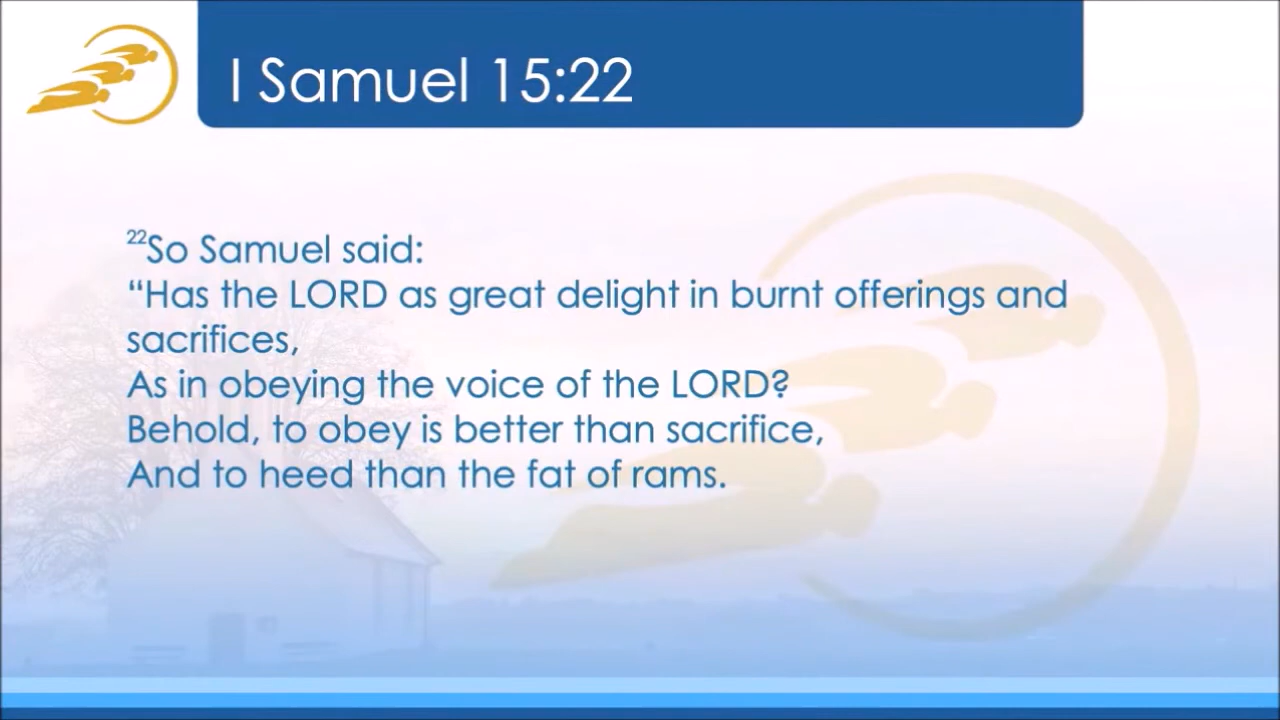 I Samuel 15:22
22So Samuel said:
“Has the LORD as great delight in burnt offerings and
sacrifices,
As in obeying the voice of the LORD?
Behold, to obey is better than sacrifice,
And to heed than the fat of rams.